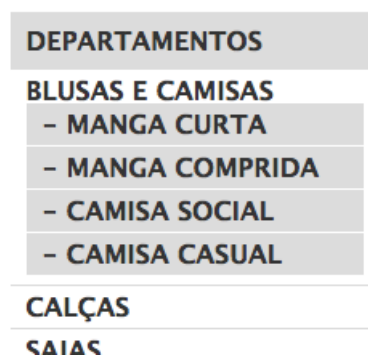 DEPARTAMENTOS
BLUSAS E CAMISAS
– MANGA CURTA
– MANGA COMPRIDA
– CAMISA SOCIAL
– CAMISA CASUAL
CALÇAS
SAIAS